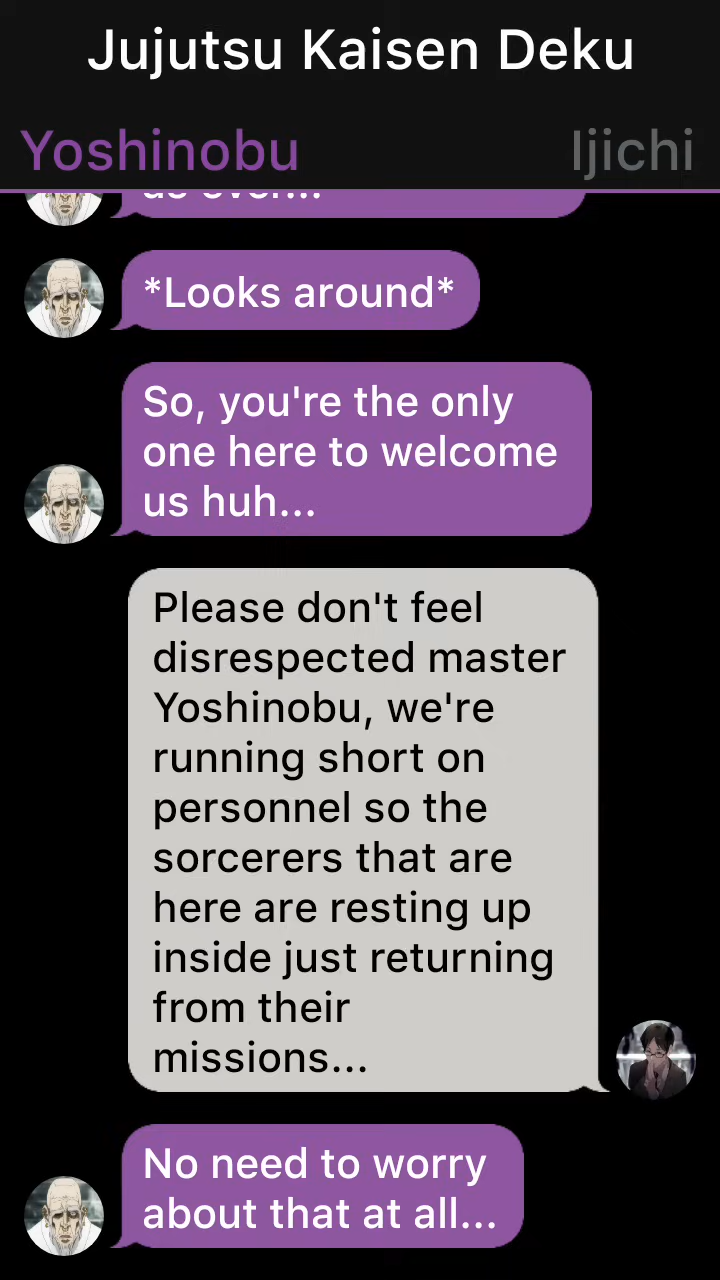 Jujutsu Kaisen Deku
Yoshinobu
Ijichi
*Looks around*
So, you're the only
one here to welcome
us huh...
Please don't feel
disrespected master
Yoshinobu, we're
running short on
personnel so the
sorcerers that are
here are resting up
inside just returning
from their
missions...
No need to worry
about that at all...